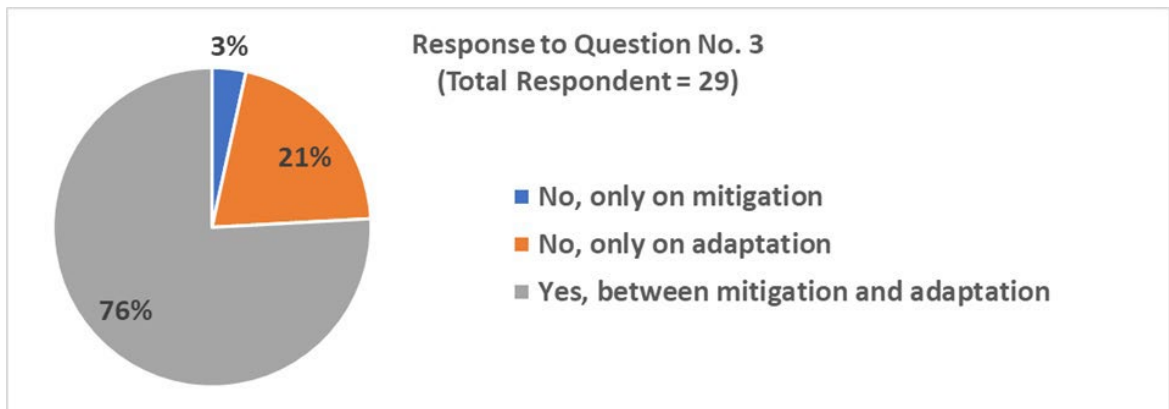 3%
Response to Question No. 3
(Total Respondent = 29)
21%
No, only on mitigation
No, only on adaptation
Yes, between mitigation and adaptation
76%